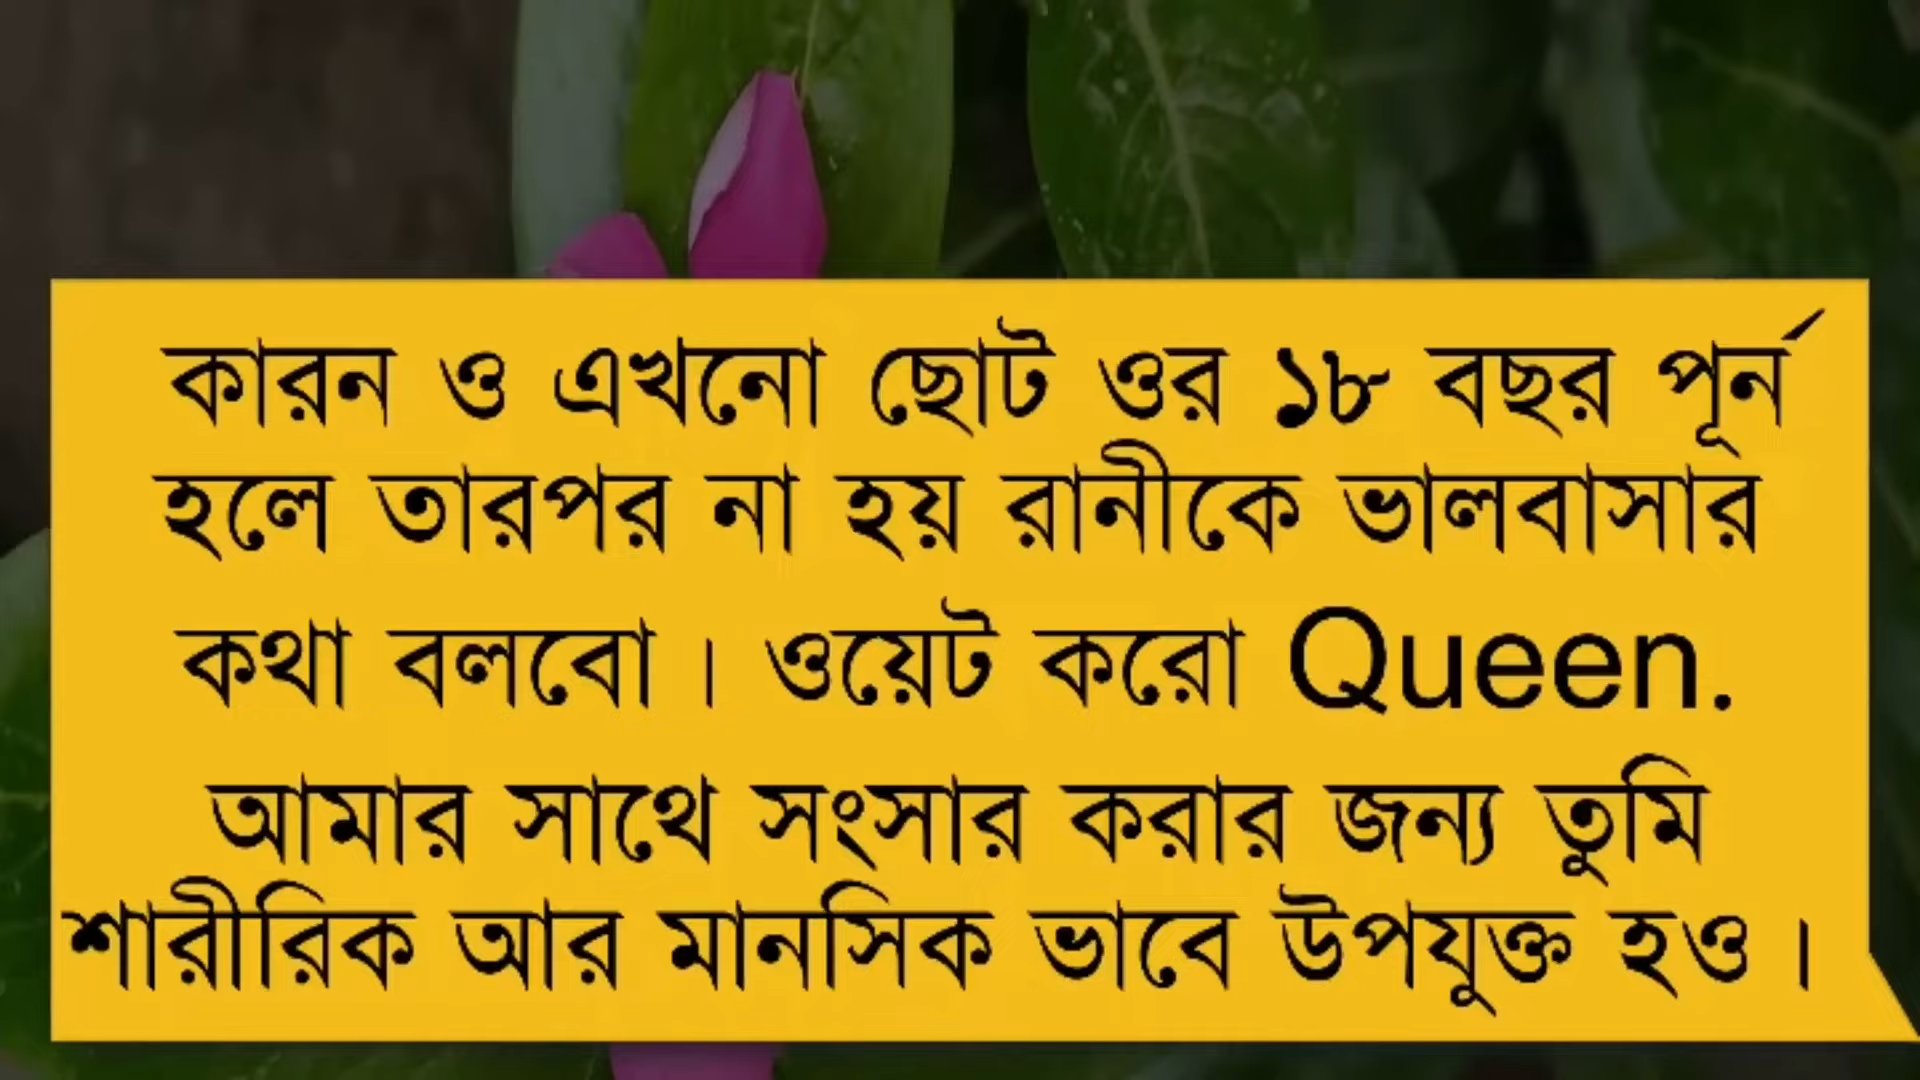 কারন ও এখনো ছোট ওর ১৮ বছর পূর্ন
হলে তারপর না হয় রানীকে ভালবাসার
কথা বলবো। ওয়েট করো Queen.
আমার সাথে সংসার করার জন্য তুমি
শারীরিক আর মানসিক ভাবে উপযুক্ত হও।